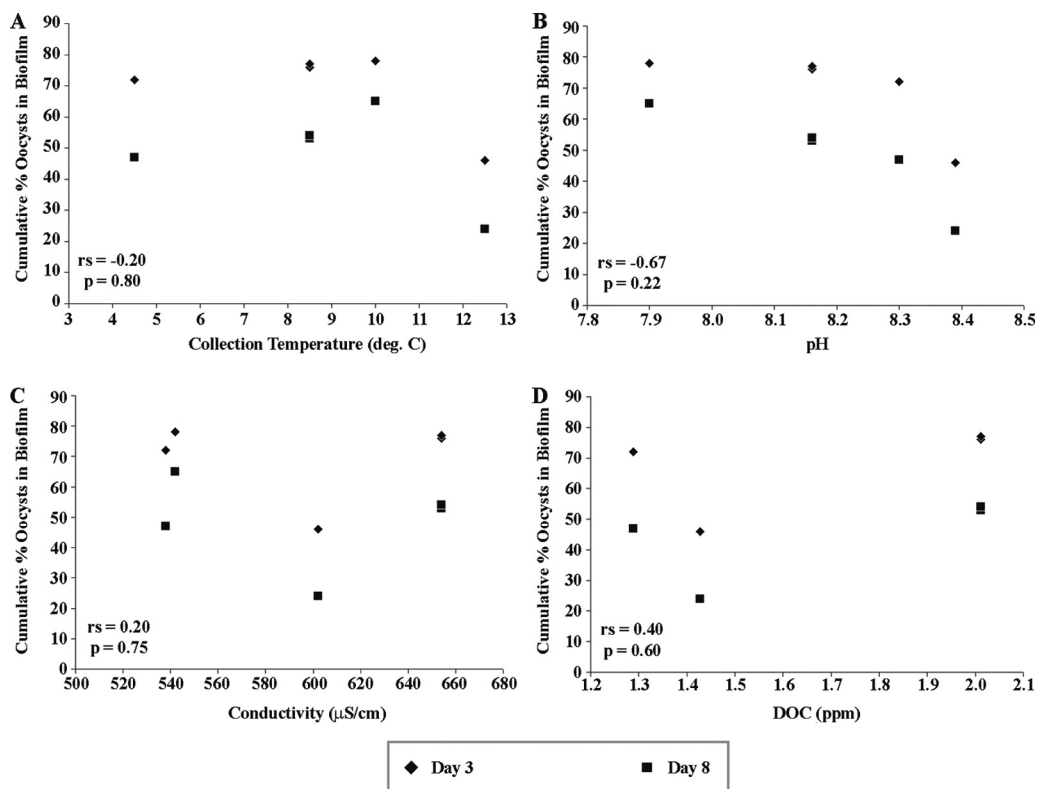 A
Cumulative % Oocysts in Biofilm
90
80
70
60
50
40
30
20
10
0
rs = -0.20
p = 0.80
3 4 5 6 7 8 9 10 11 12 13
Collection Temperature (deg. C)
B
Cumulative % Oocysts in Biofilm
90
80
70
60
50
40
30
20
10
0
rs = -0.67
p = 0.22
7.8 7.9 8.0 8.1 8.2 8.3 8.4 8.5
pH
C
Cumulative % Oocysts in Biofilm
90
80
70
60
50
40
30
20
10
0
rs = 0.20
p = 0.75
500 520 540 560 580 600 620 640 660 680
Conductivity (µS/cm)
D
Cumulative % Oocysts in Biofilm
90
80
70
60
50
40
30
20
10
0
rs = 0.40
p = 0.60
1.2 1.3 1.4 1.5 1.6 1.7 1.8 1.9 2.0 2.1
DOC (ppm)
Day 3 Day 8